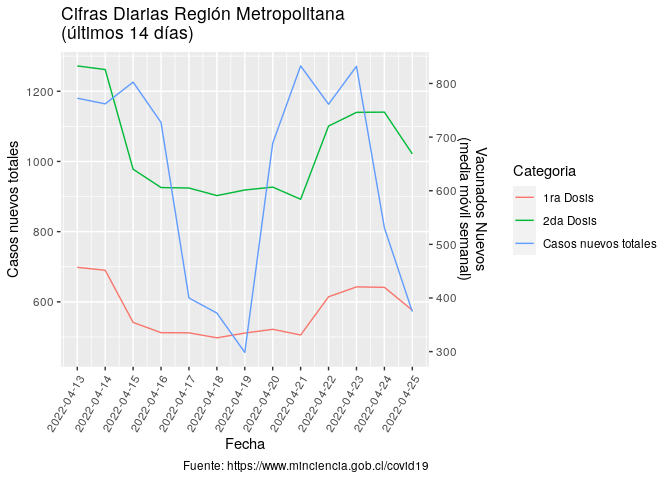 Cifras Diarias Región Metropolitana
(últimos 14 días)
Casos nuevos totales
1200
1000
800
600
800
700
600
500
400
300
Vacunados Nuevos
(media móvil semanal)
2022-04-13
2022-04-14
2022-04-15
2022-04-16
2022-04-17
2022-04-18
2022-04-19
2022-04-20
2022-04-21
2022-04-22
2022-04-23
2022-04-24
2022-04-25
Fecha
Categoria
1ra Dosis
2da Dosis
Casos nuevos totales
Fuente: https://www.minciencia.gob.cl/covid19